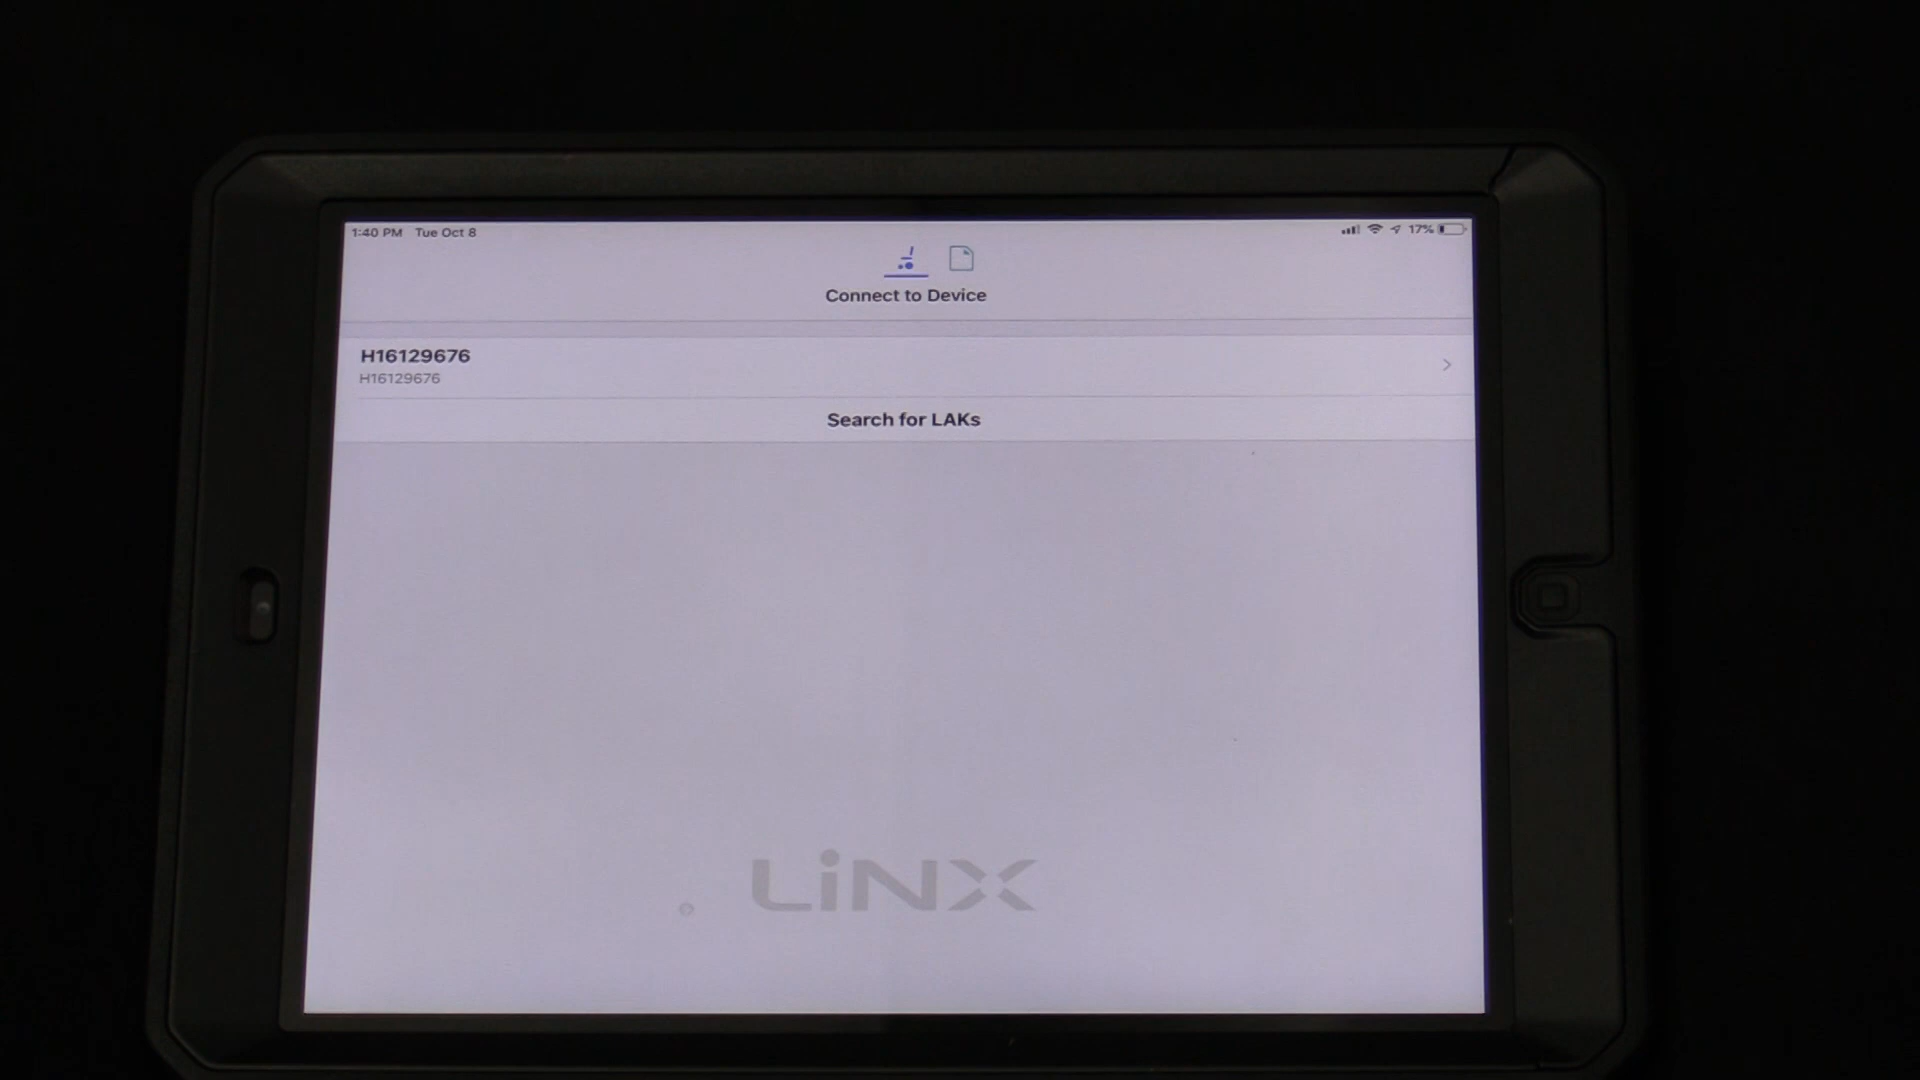 1:40 PM Tue Oct 8
17%
Connect to Device
H16129676
H16129676
Search for LAKs
LiNX